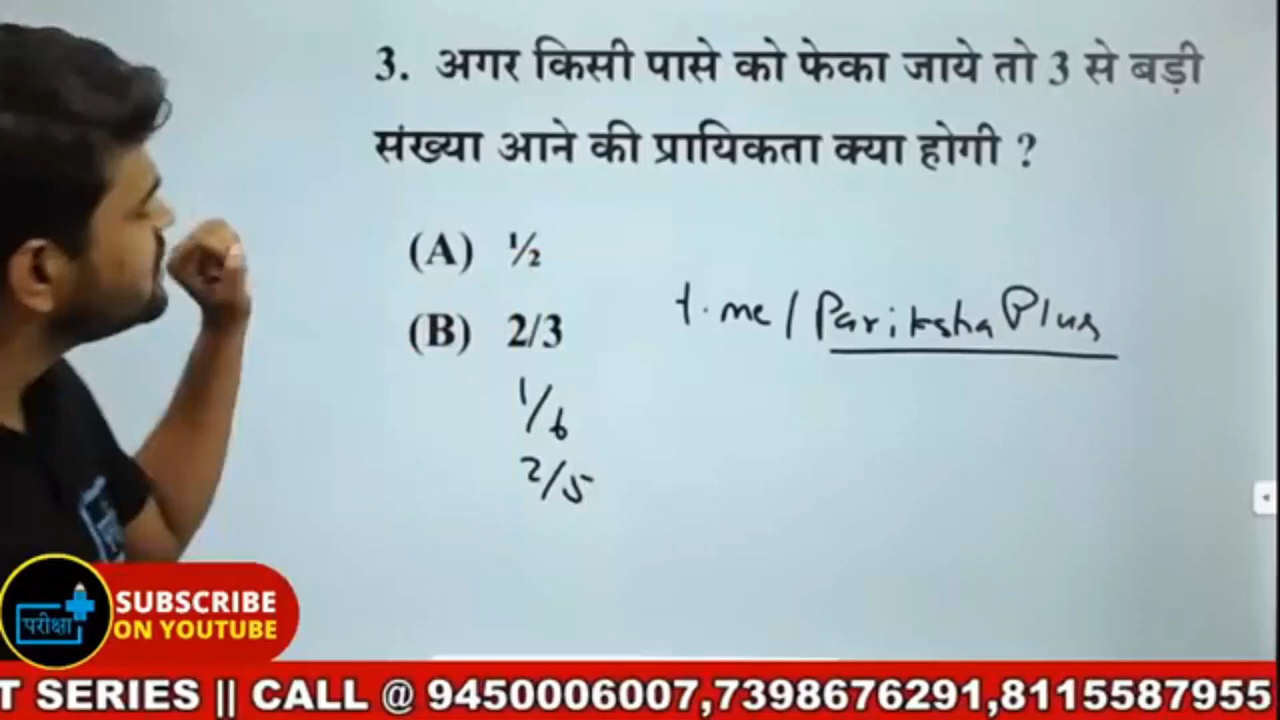 3. अगर किसी पासे को फेका जाये तो 3 से बड़ी
संख्या आने की प्रायिकता क्या होगी ?
(A) ½
(B) 2/3
1/6
2/5
t.me/ParikshaPlus
परीक्षा
SUBSCRIBE
ON YOUTUBE
T SERIES || CALL @ 9450006007,7398676291,8115587955